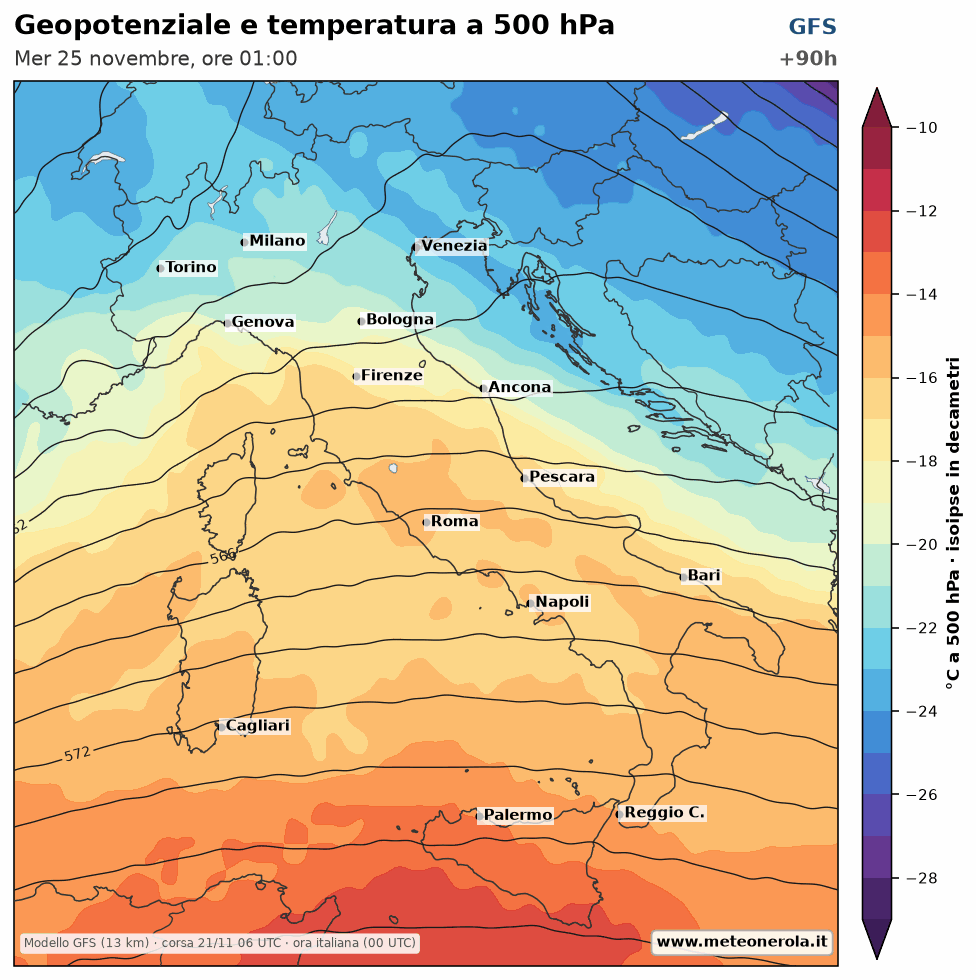 Geopotenziale e temperatura a 500 hPa
GFS
Mer 25 novembre, ore 01:00
+90h
Milano
Venezia
Torino
Genova
Bologna
Firenze
Ancona
Pescara
Roma
566
Bari
Napoli
Cagliari
572
Palermo
Reggio C.
Modello GFS (13 km) · corsa 21/11 06 UTC · ora italiana (00 UTC)
www.meteonerola.it
−10
−12
−14
−16
−18
−20
−22
−24
−26
−28
°C a 500 hPa · isoipse in decametri